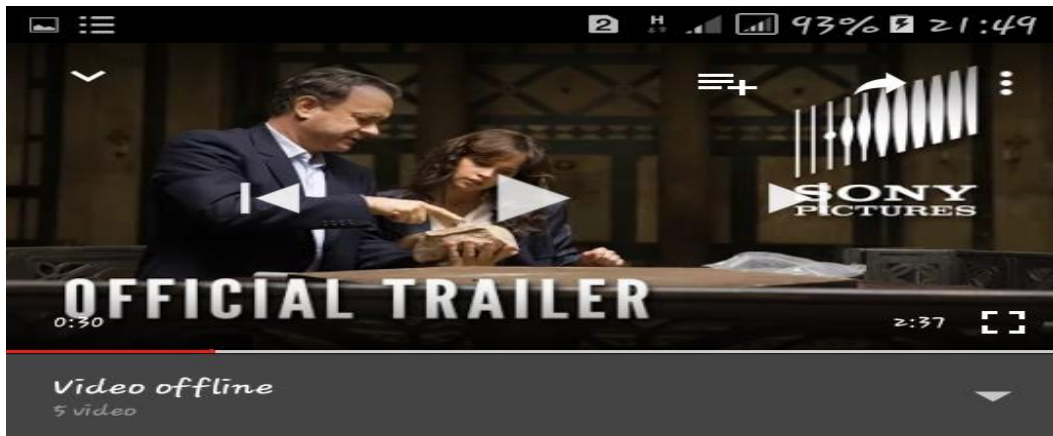 2 H 93% 21:49
SONY
PICTURES
OFFICIAL TRAILER
0:30 2:37
Video offline
5 video